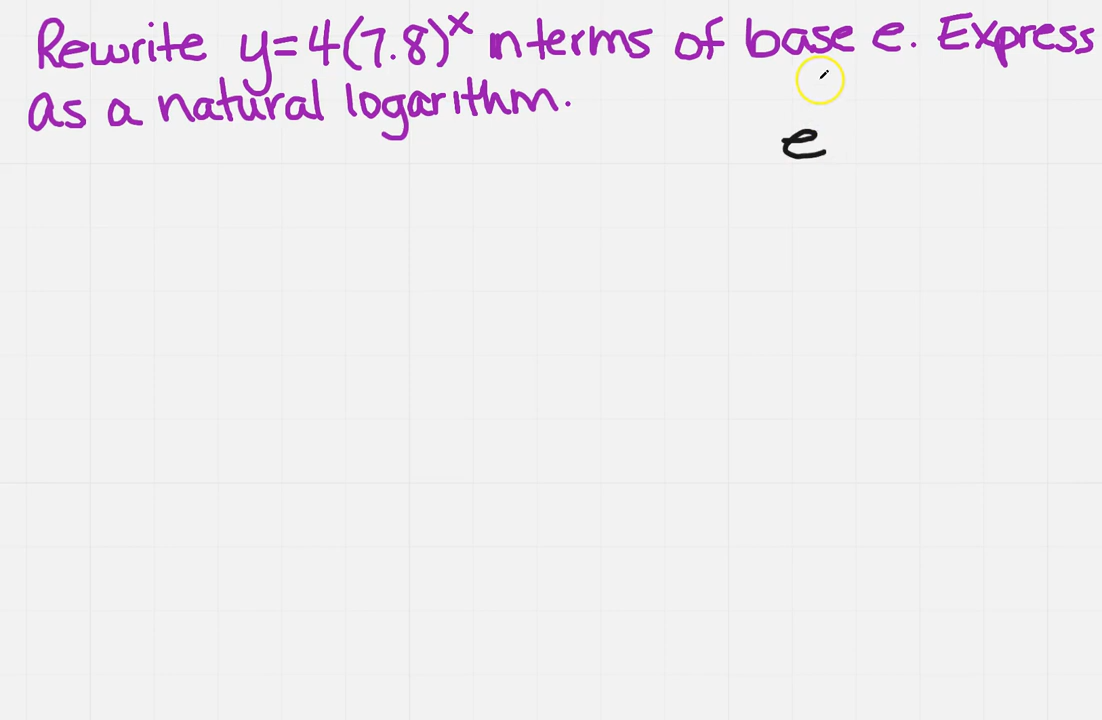 Rewrite y=4(7.8)^x in terms of base e. Express
as a natural logarithm.
e